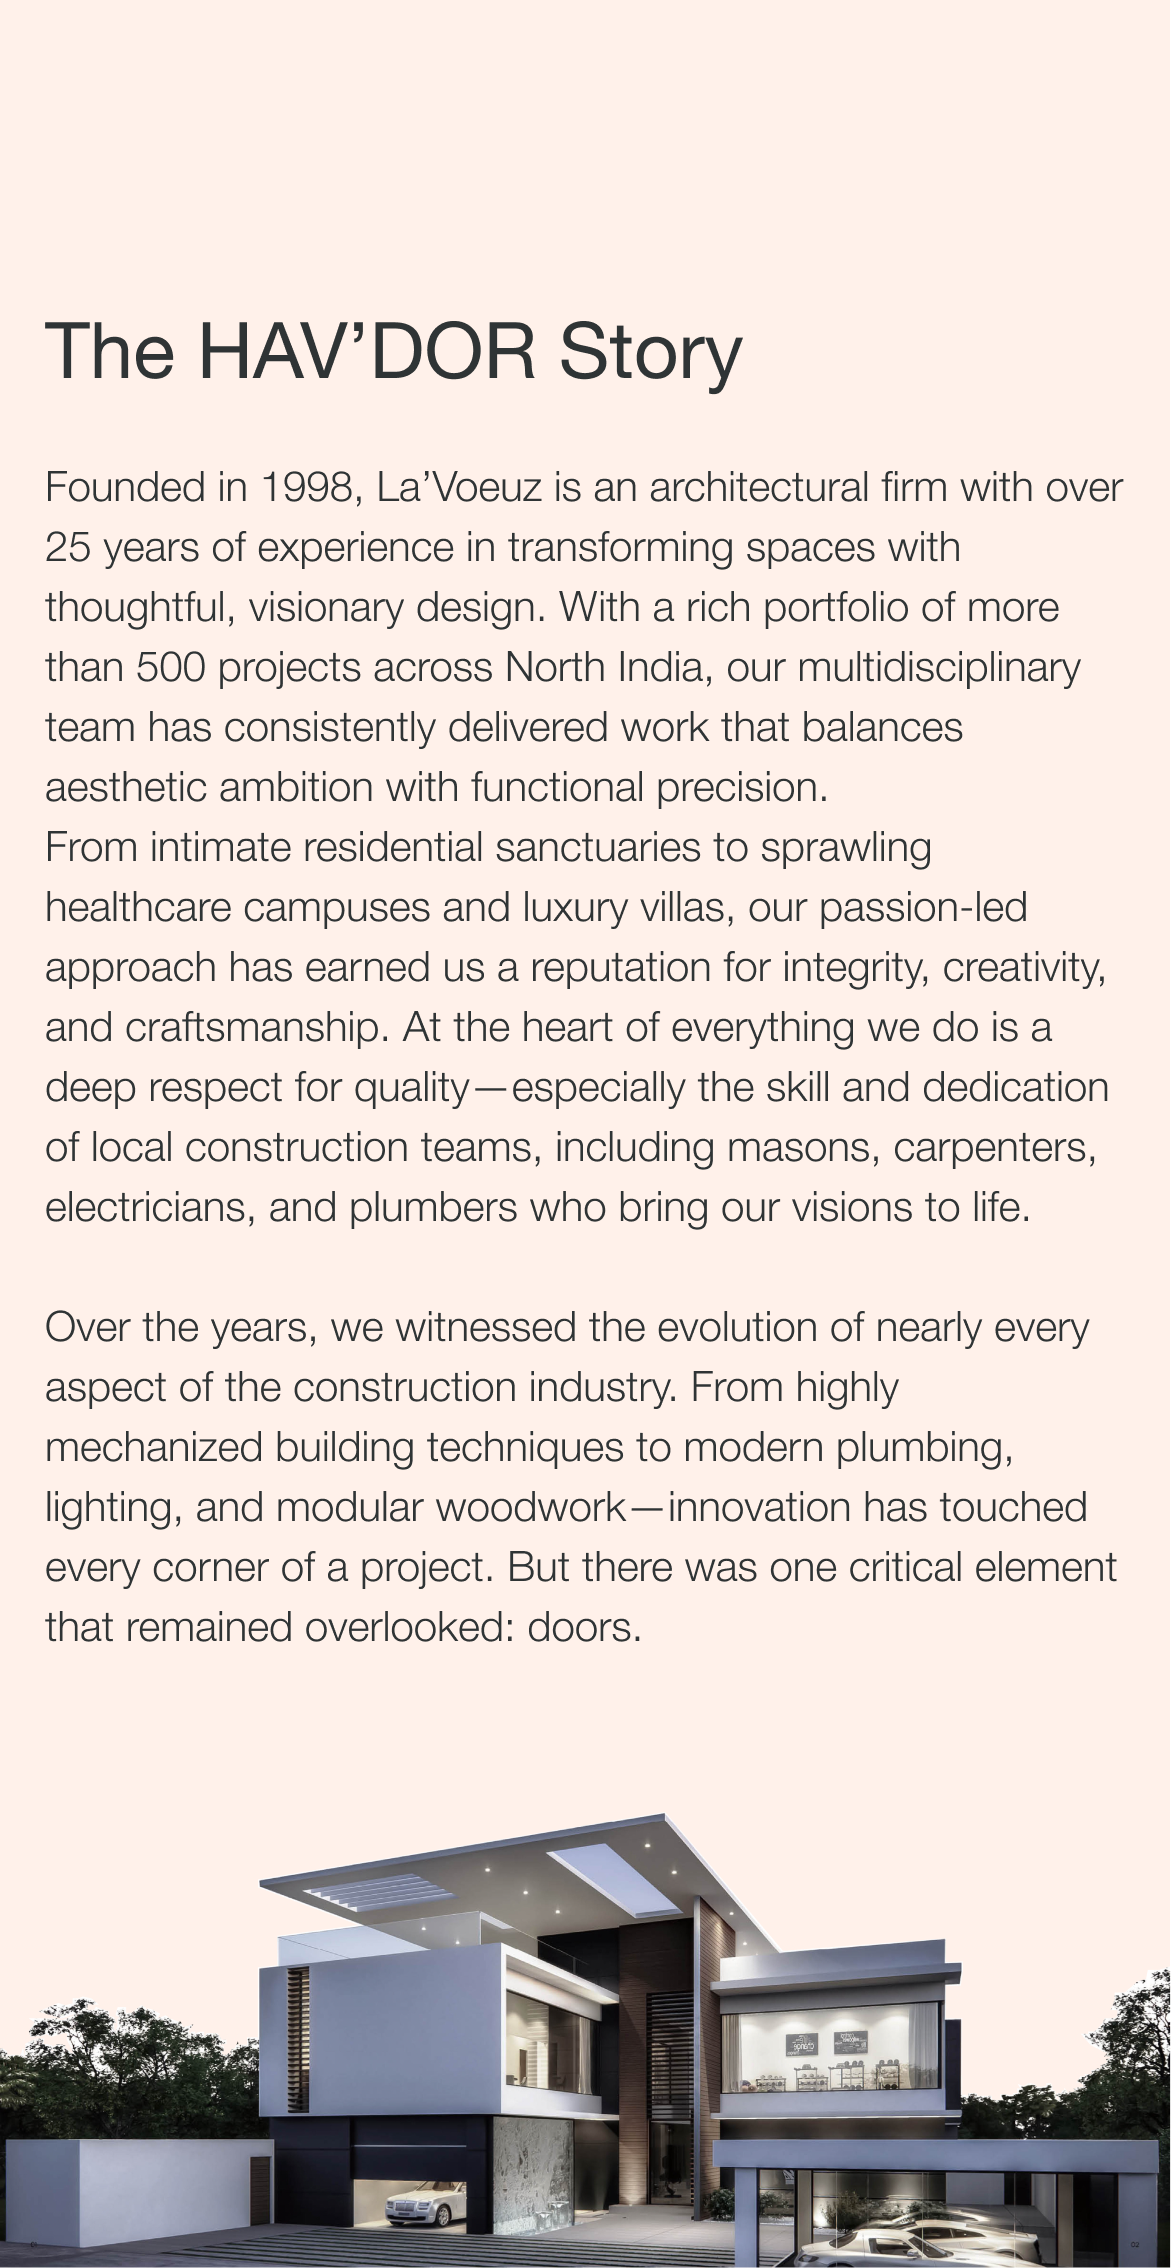 The HAV’DOR Story
Founded in 1998, La’Voeuz is an architectural firm with over
25 years of experience in transforming spaces with
thoughtful, visionary design. With a rich portfolio of more
than 500 projects across North India, our multidisciplinary
team has consistently delivered work that balances
aesthetic ambition with functional precision.
From intimate residential sanctuaries to sprawling
healthcare campuses and luxury villas, our passion-led
approach has earned us a reputation for integrity, creativity,
and craftsmanship. At the heart of everything we do is a
deep respect for quality—especially the skill and dedication
of local construction teams, including masons, carpenters,
electricians, and plumbers who bring our visions to life.
Over the years, we witnessed the evolution of nearly every
aspect of the construction industry. From highly
mechanized building techniques to modern plumbing,
lighting, and modular woodwork—innovation has touched
every corner of a project. But there was one critical element
that remained overlooked: doors.
02